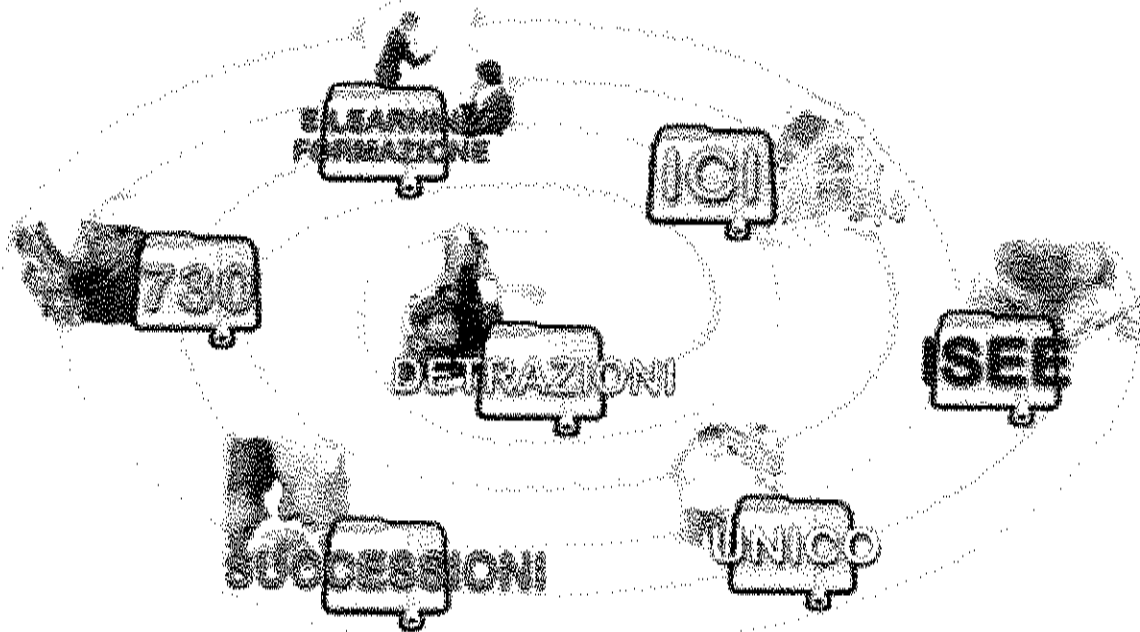 E-LEARNING
FORMAZIONE
ICI
730
DETRAZIONI
ISEE
SUCCESSIONI
UNICO